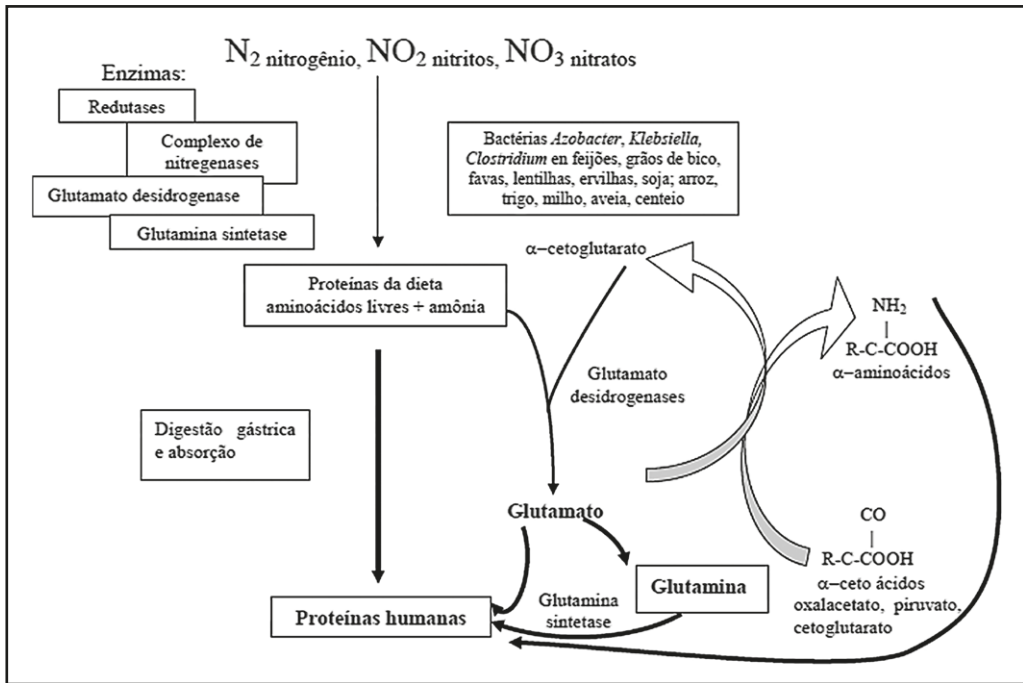 N2 nitrogênio, NO2 nitritos, NO3 nitratos
Enzimas:
Redutases
Complexo de
nitregenases
Glutamato desidrogenase
Glutamina sintetase
Bactérias Azobacter, Klebsiella,
Clostridium en feijões, grãos de bico,
favas, lentilhas, ervilhas, soja; arroz,
trigo, milho, aveia, centeio
α−cetoglutarato
Proteínas da dieta
aminoácidos livres + amônia
NH2
R-C-COOH
α−aminoácidos
Glutamato
desidrogenases
Digestão gástrica
e absorção
Glutamato
CO
R-C-COOH
α−ceto ácidos
oxalacetato, piruvato,
cetoglutarato
Glutamina
Glutamina
sintetase
Proteínas humanas